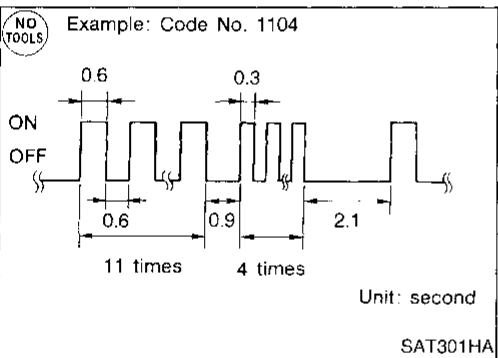 NO
TOOLS
Example: Code No. 1104
0.6
0.3
ON
OFF
0.6
0.9
2.1
11 times
4 times
Unit: second
SAT301HA